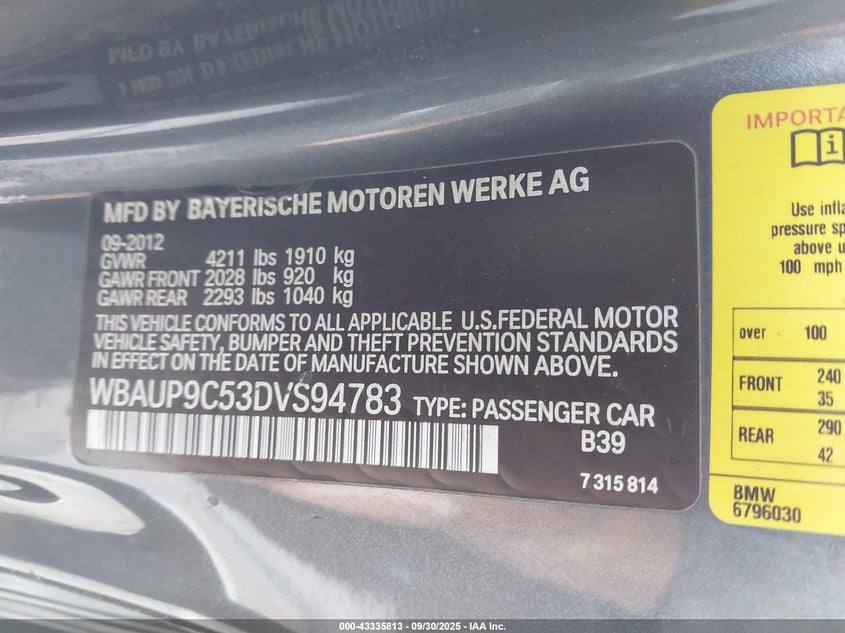 MFD BY BAYERISCHE MOTOREN WERKE AG
09-2012
GVWR 4211 lbs 1910 kg
GAWR FRONT 2028 lbs 920 kg
GAWR REAR 2293 lbs 1040 kg
THIS VEHICLE CONFORMS TO ALL APPLICABLE U.S.FEDERAL MOTOR
VEHICLE SAFETY, BUMPER AND THEFT PREVENTION STANDARDS
IN EFFECT ON THE DATE OF MANUFACTURE SHOWN ABOVE.
WBAUP9C53DVS94783 TYPE: PASSENGER CAR
B39
7 315 814
Use
pressure
above
100 mph
over 100
FRONT 240
35
REAR 290
42
BMW
6796030
000-43335813 | 09/30/2025 - IAA Inc.